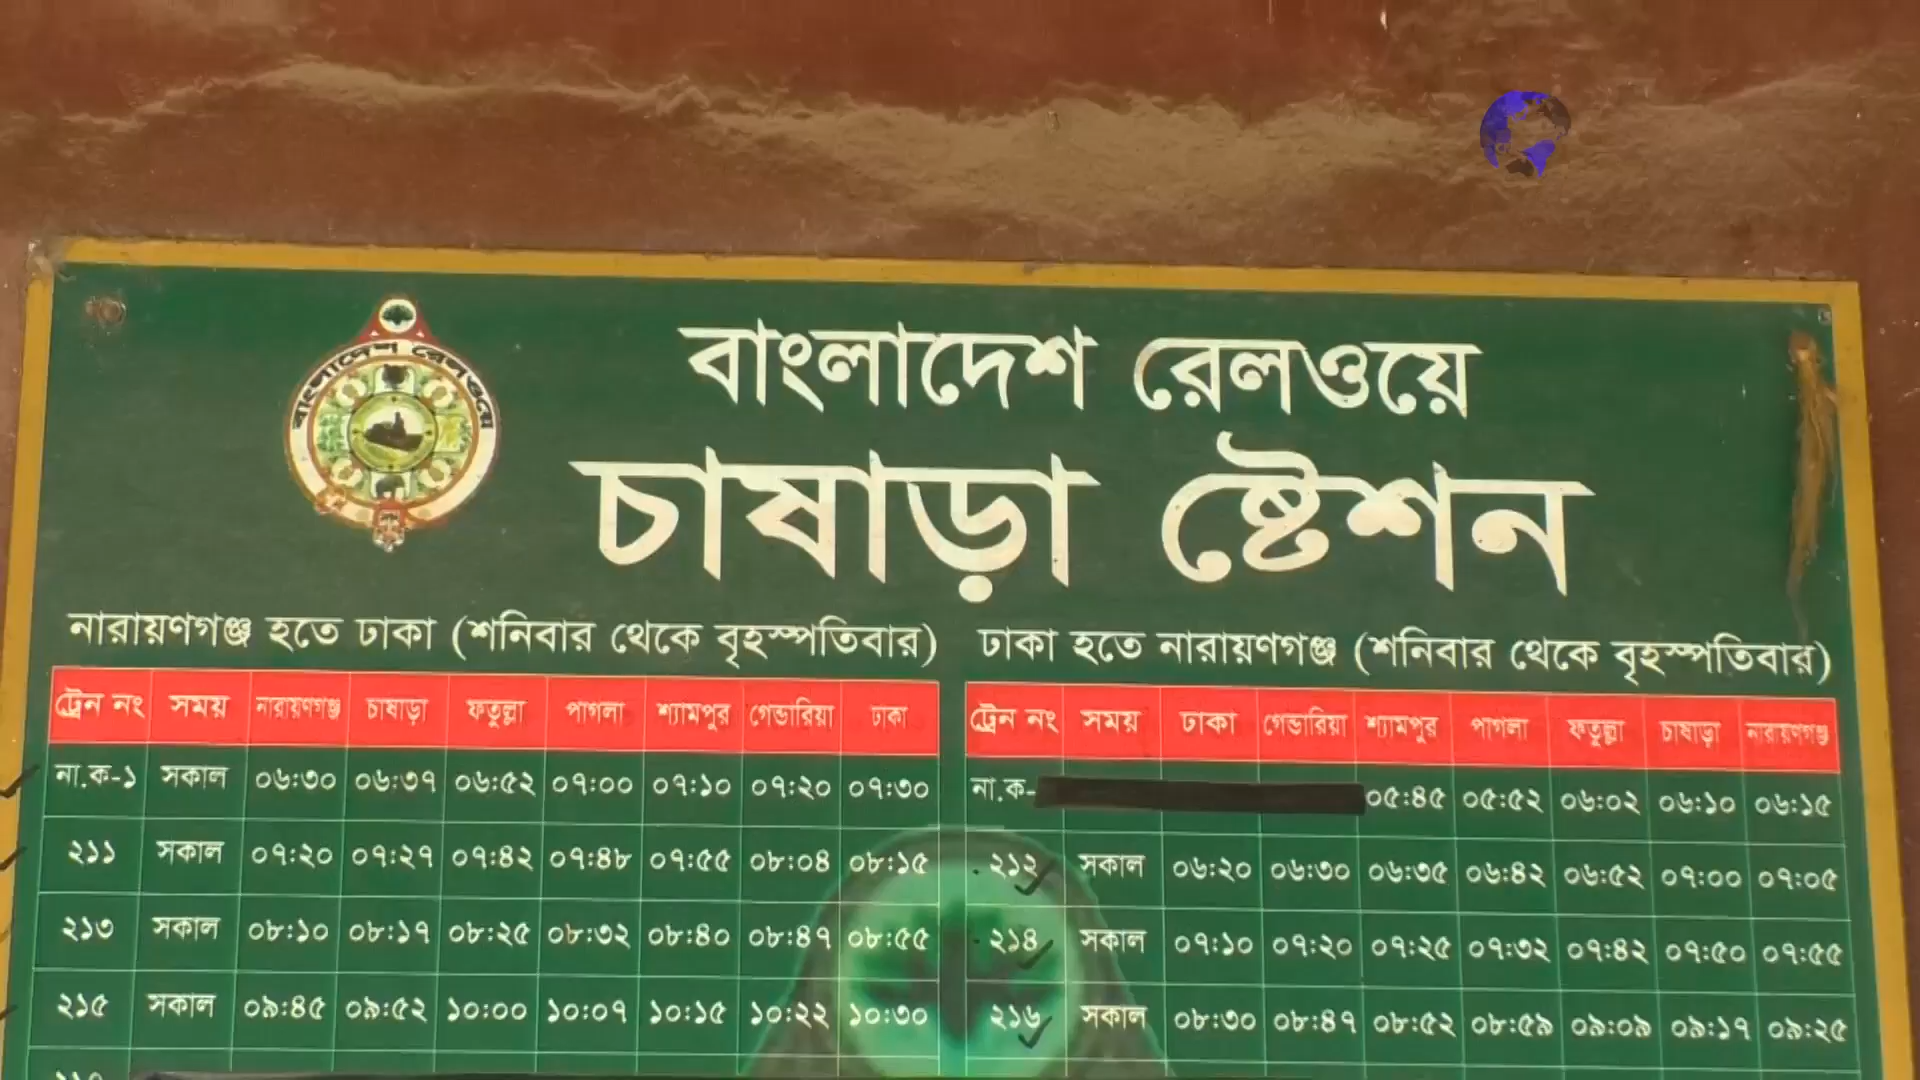 বাংলাদেশ রেলওয়ে
বাংলাদেশ রেলওয়ে
চাষাড়া ষ্টেশন
নারায়ণগঞ্জ হতে ঢাকা (শনিবার থেকে বৃহস্পতিবার)
ট্রেন নং সময় নারায়ণগঞ্জ চাষাড়া ফতুল্লা পাগলা শ্যামপুর গেন্ডারিয়া ঢাকা
না.ক-১ সকাল ০৬:৩০ ০৬:৩৭ ০৬:৫২ ০৭:০০ ০৭:১০ ০৭:২০ ০৭:৩০
২১১ সকাল ০৭:২০ ০৭:২৭ ০৭:৪২ ০৭:৪৮ ০৭:৫৫ ০৮:০৪ ০৮:১৫
২১৩ সকাল ০৮:১০ ০৮:১৭ ০৮:২৫ ০৮:৩২ ০৮:৪০ ০৮:৪৭ ০৮:৫৫
২১৫ সকাল ০৯:৪৫ ০৯:৫২ ১০:০০ ১০:০৭ ১০:১৫ ১০:২২ ১০:৩০
ঢাকা হতে নারায়ণগঞ্জ (শনিবার থেকে বৃহস্পতিবার)
ট্রেন নং সময় ঢাকা গেন্ডারিয়া শ্যামপুর পাগলা ফতুল্লা চাষাড়া নারায়ণগঞ্জ
না.ক- ০৫:৪৫ ০৫:৫২ ০৬:০২ ০৬:১০ ০৬:১৫
২১২ সকাল ০৬:২০ ০৬:৩০ ০৬:৩৫ ০৬:৪২ ০৬:৫২ ০৭:০০ ০৭:০৫
২১৪ সকাল ০৭:১০ ০৭:২০ ০৭:২৫ ০৭:৩২ ০৭:৪২ ০৭:৫০ ০৭:৫৫
২১৬ সকাল ০৮:৩০ ০৮:৪৭ ০৮:৫২ ০৮:৫৯ ০৯:০৯ ০৯:১৭ ০৯:২৫